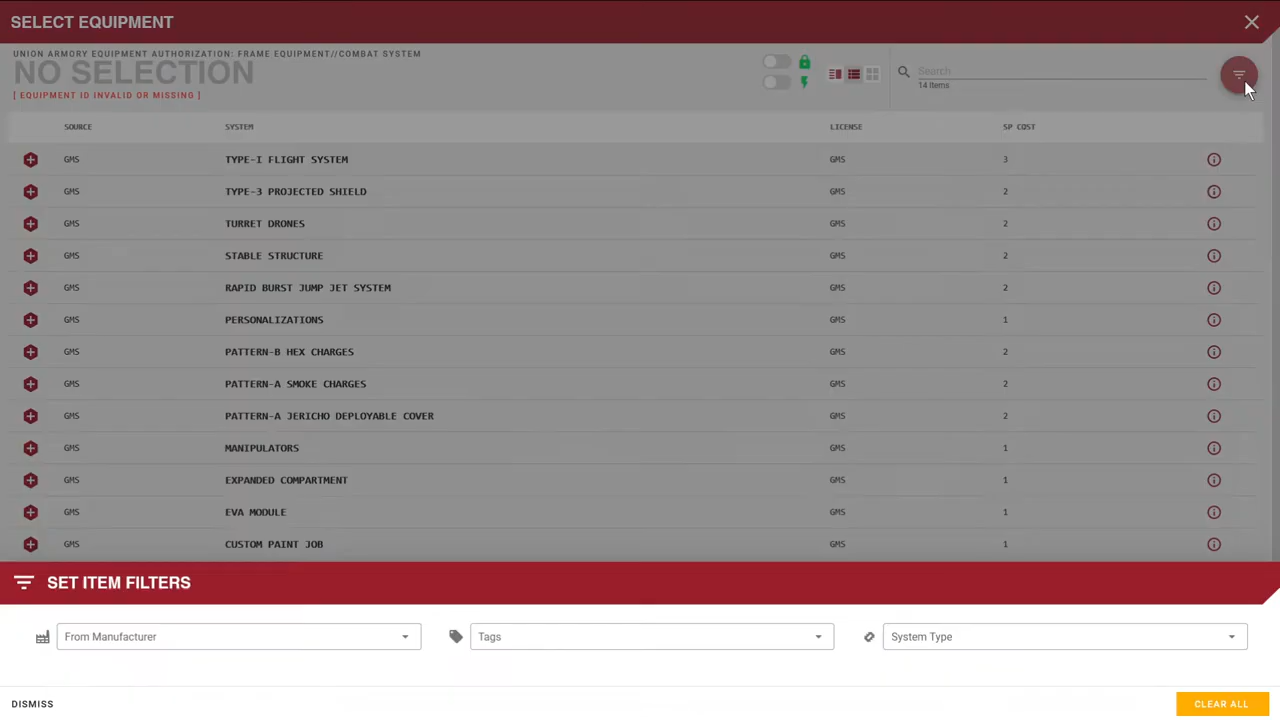 SELECT EQUIPMENT
UNION ARMORY EQUIPMENT AUTHORIZATION: FRAME EQUIPMENT//COMBAT SYSTEM
NO SELECTION
[ EQUIPMENT ID INVALID OR MISSING ]
Search
14 Items
SOURCE SYSTEM LICENSE SP COST
GMS TYPE-I FLIGHT SYSTEM GMS 3
GMS TYPE-3 PROJECTED SHIELD GMS 2
GMS TURRET DRONES GMS 2
GMS STABLE STRUCTURE GMS 2
GMS RAPID BURST JUMP JET SYSTEM GMS 2
GMS PERSONALIZATIONS GMS 1
GMS PATTERN-B HEX CHARGES GMS 2
GMS PATTERN-A SMOKE CHARGES GMS 2
GMS PATTERN-A JERICHO DEPLOYABLE COVER GMS 2
GMS MANIPULATORS GMS 1
GMS EXPANDED COMPARTMENT GMS 1
GMS EVA MODULE GMS 1
GMS CUSTOM PAINT JOB GMS 1
SET ITEM FILTERS
From Manufacturer Tags System Type
DISMISS CLEAR ALL